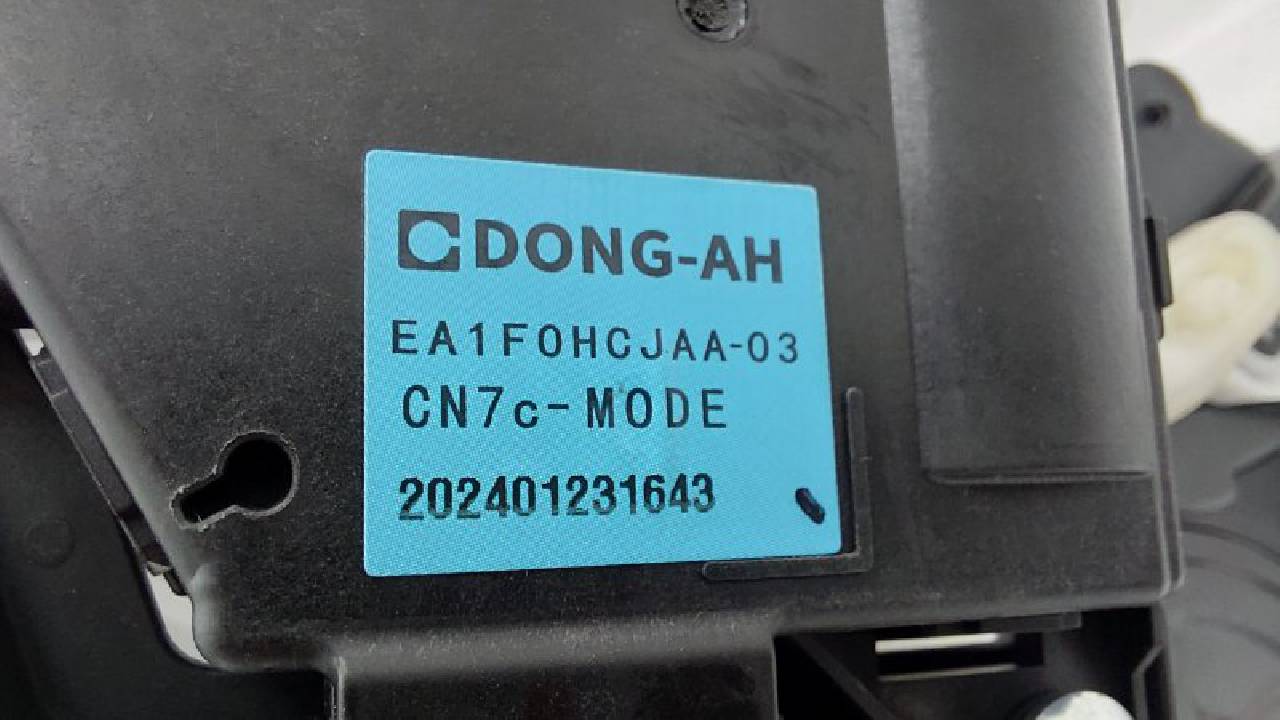 DONG-AH
EA1F0HCJAA-03
CN7c-MODE
202401231643